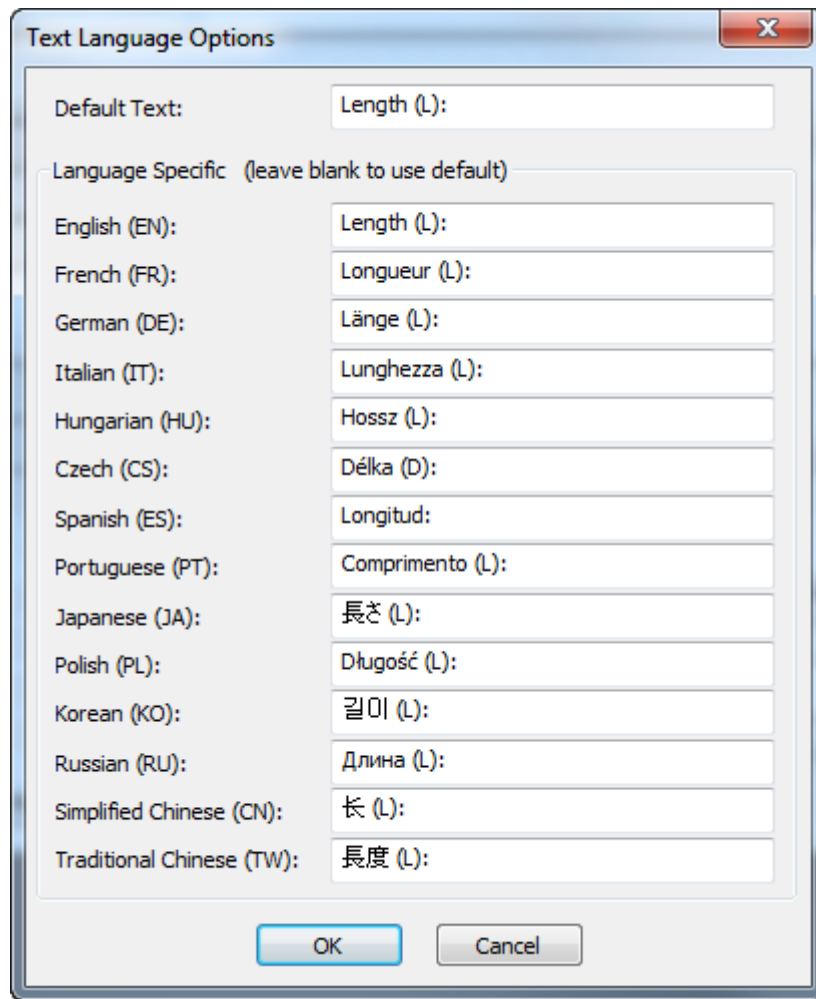 Text Language Options
Default Text: Length (L):
Language Specific (leave blank to use default)
English (EN): Length (L):
French (FR): Longueur (L):
German (DE): Länge (L):
Italian (IT): Lunghezza (L):
Hungarian (HU): Hossz (L):
Czech (CS): Délka (D):
Spanish (ES): Longitud:
Portuguese (PT): Comprimento (L):
Japanese (JA): 長さ (L):
Polish (PL): Długość (L):
Korean (KO): 길이 (L):
Russian (RU): Длина (L):
Simplified Chinese (CN): 长 (L):
Traditional Chinese (TW): 長度 (L):
OK Cancel